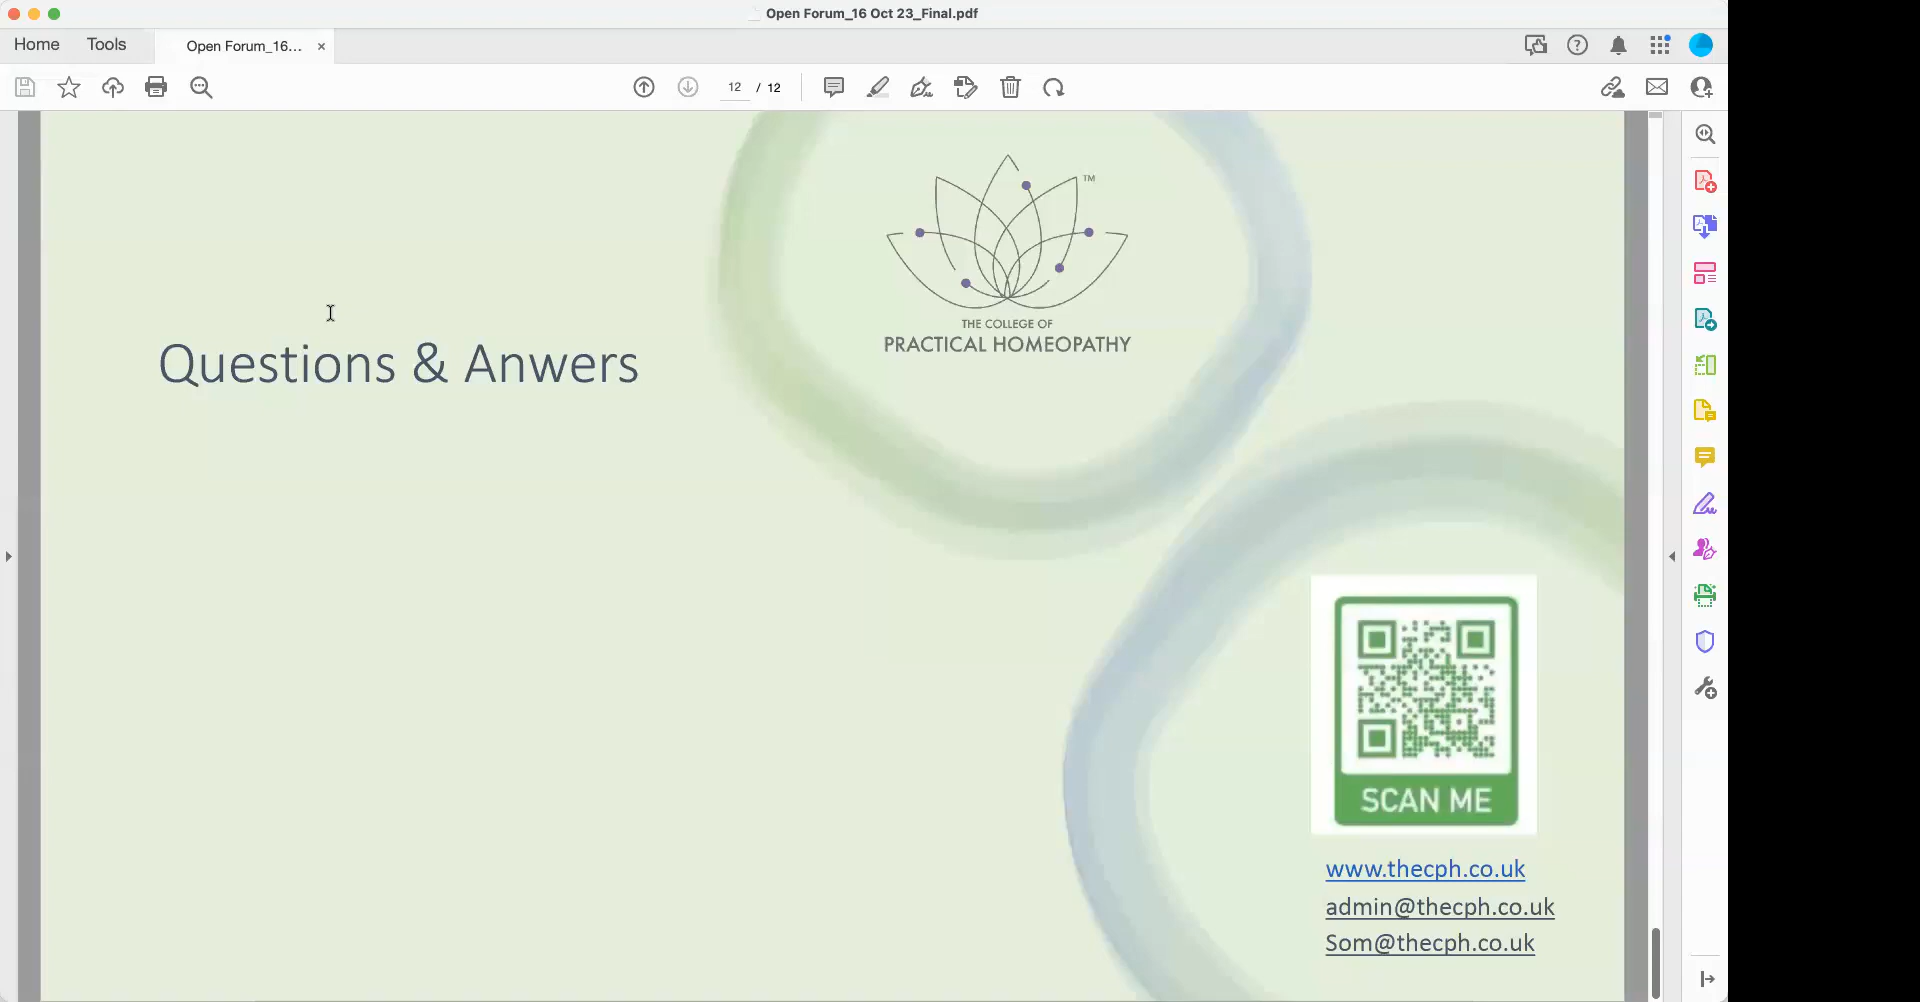 Open Forum_16 Oct 23_Final.pdf
Home Tools Open Forum_16... ×
12 / 12
TM
THE COLLEGE OF
PRACTICAL HOMEOPATHY
Questions & Anwers
SCAN ME
www.thecph.co.uk
admin@thecph.co.uk
Som@thecph.co.uk